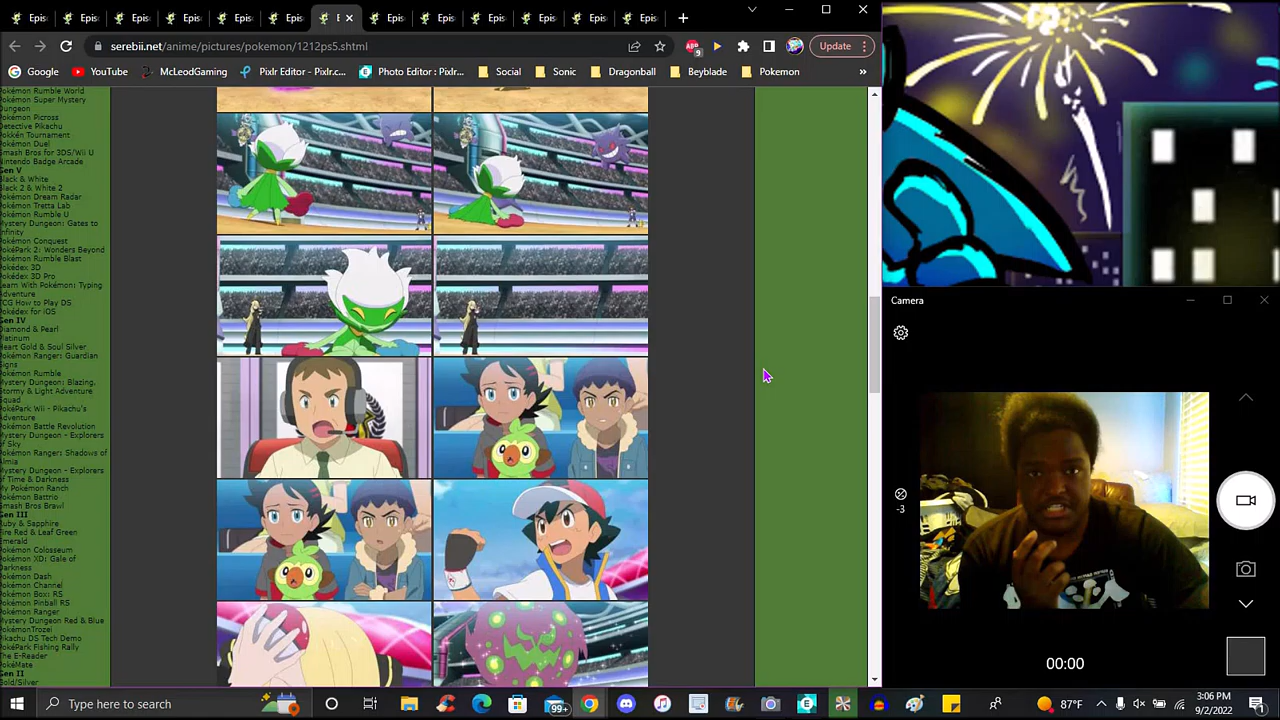 Epis
Epis
Epis
Epis
Epis
Epis
E
Epis
Epis
Epis
Epis
Epis
Epis
serebii.net/anime/pictures/pokemon/1212ps5.shtml
9
Update
Google
YouTube
McLeodGaming
Pixlr Editor - Pixlr.c...
Photo Editor : Pixlr...
Social
Sonic
Dragonball
Beyblade
Pokemon
»
Pokémon Rumble World
Pokémon Super Mystery
Dungeon
Pokémon Picross
Detective Pikachu
Pokkén Tournament
Pokémon Duel
Smash Bros for 3DS/Wii U
Nintendo Badge Arcade
Gen V
Black & White
Black 2 & White 2
Pokémon Dream Radar
Pokémon Tretta Lab
Pokémon Rumble U
Mystery Dungeon: Gates to
Infinity
Pokémon Conquest
PokéPark 2: Wonders Beyond
Pokémon Rumble Blast
Pokédex 3D
Pokédex 3D Pro
Learn With Pokémon: Typing
Adventure
TCG How to Play DS
Pokédex for iOS
Gen IV
Diamond & Pearl
Platinum
Heart Gold & Soul Silver
Pokémon Ranger: Guardian
Signs
Pokémon Rumble
Mystery Dungeon: Blazing,
Stormy & Light Adventure
Squad
PokéPark Wii - Pikachu's
Adventure
Pokémon Battle Revolution
Mystery Dungeon - Explorers
of Sky
Pokémon Ranger: Shadows of
Almia
Mystery Dungeon - Explorers
of Time & Darkness
My Pokémon Ranch
Pokémon Battrio
Smash Bros Brawl
Gen III
Ruby & Sapphire
Fire Red & Leaf Green
Emerald
Pokémon Colosseum
Pokémon XD: Gale of
Darkness
Pokémon Dash
Pokémon Channel
Pokémon Box: RS
Pokémon Pinball RS
Pokémon Ranger
Mystery Dungeon Red & Blue
PokémonTrozei
Pikachu DS Tech Demo
PokéPark Fishing Rally
The E-Reader
PokéMate
Gen II
Gold/Silver
Camera
-3
00:00
Type here to search
99+
87°F
3:06 PM
9/2/2022